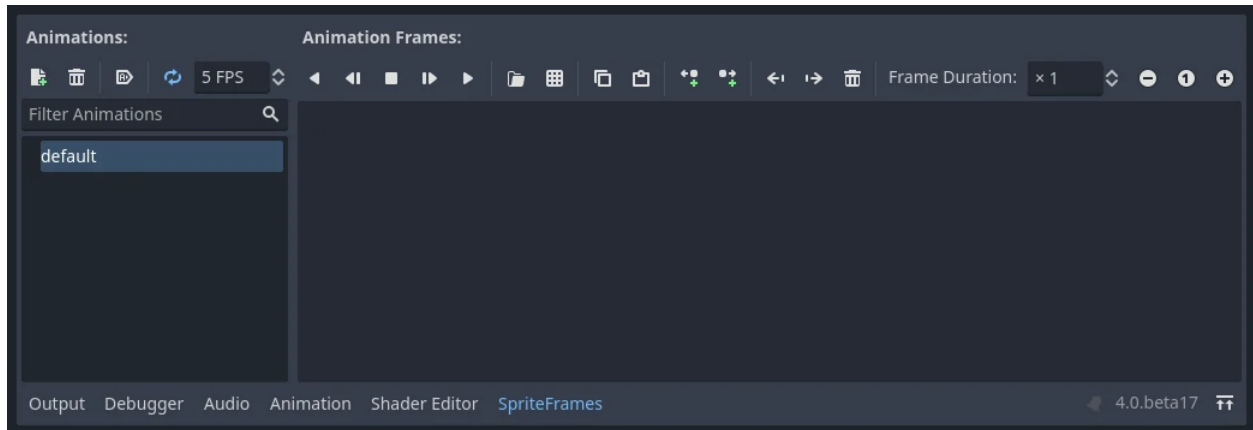 Animations: Animation Frames:
5 FPS Frame Duration: × 1
Filter Animations
default
Output Debugger Audio Animation Shader Editor SpriteFrames 4.0.beta17